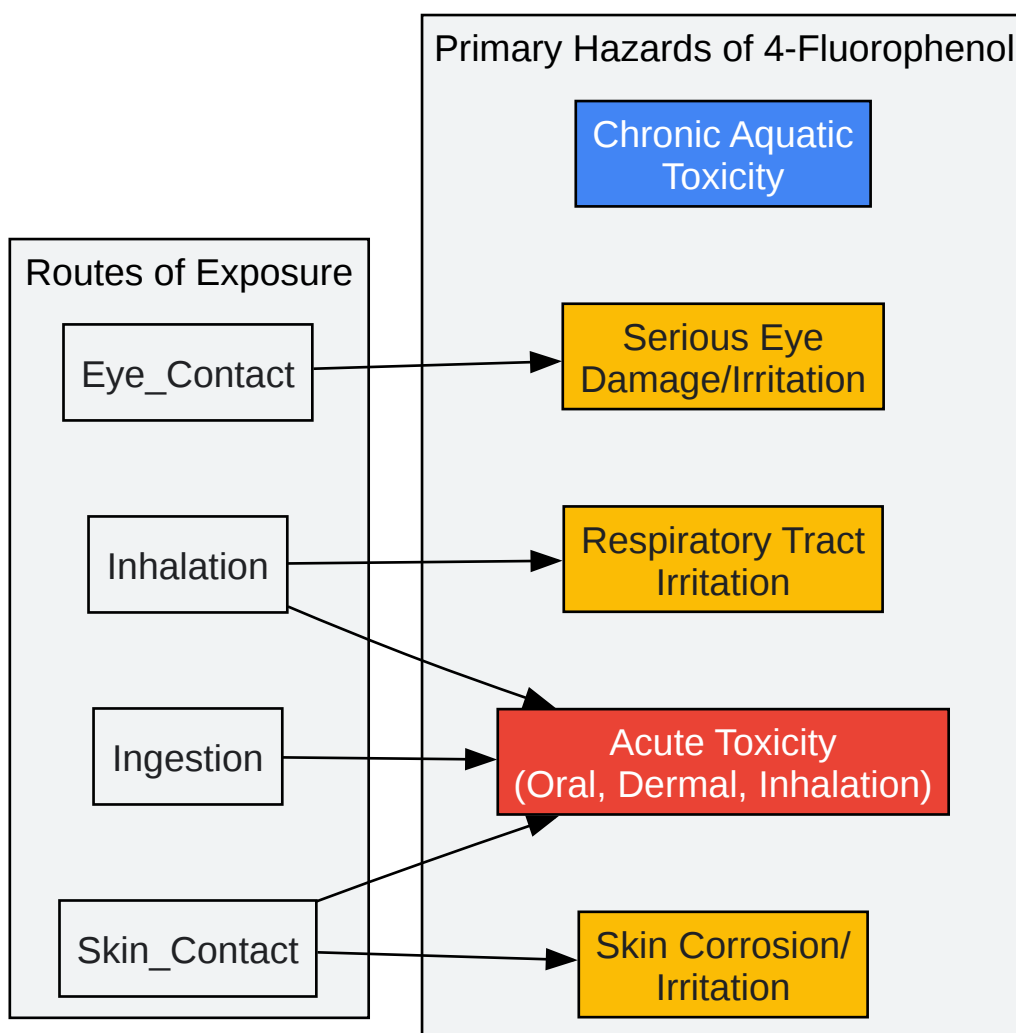 Primary Hazards of 4-Fluorophenol
Chronic Aquatic
Toxicity
Routes of Exposure
Eye_Contact
Serious Eye
Damage/Irritation
Inhalation
Respiratory Tract
Irritation
Ingestion
Acute Toxicity
(Oral, Dermal, Inhalation)
Skin_Contact
Skin Corrosion/
Irritation